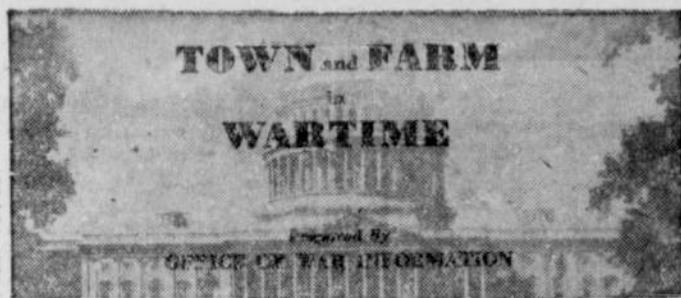 TOWN and FARM
in
WARTIME
Prepared By
OFFICE OF WAR INFORMATION